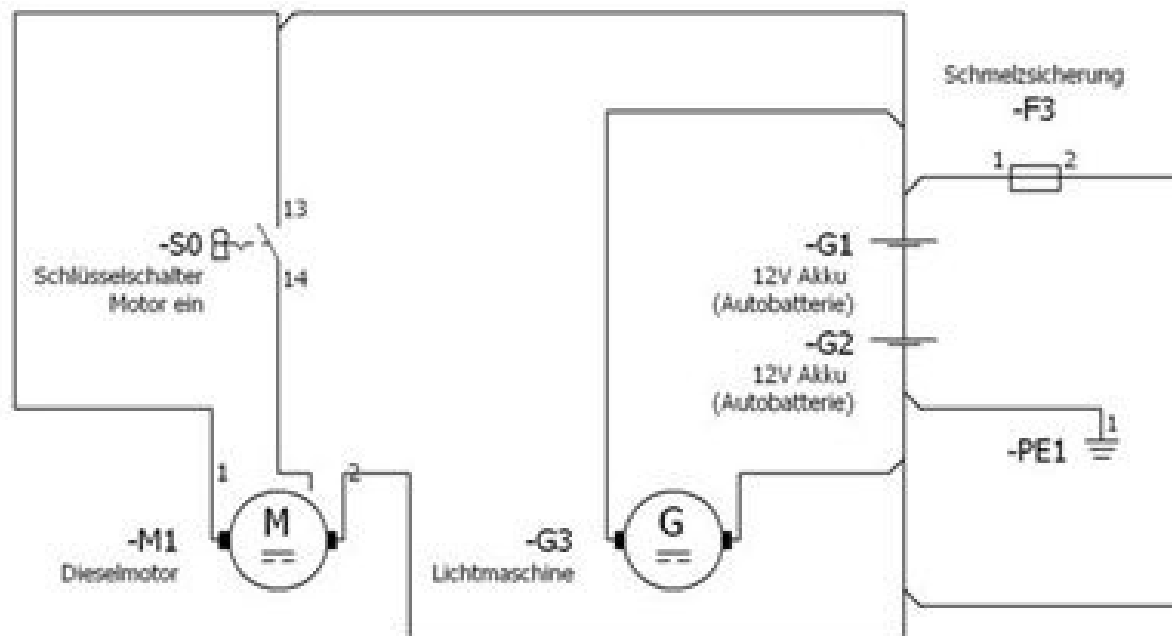 Schmelzsicherung
-F3
1 2
13
-S0
Schlüsselschalter
Motor ein
14
-G1
12V Akku
(Autobatterie)
-G2
12V Akku
(Autobatterie)
1
-PE1
1 2
M
-M1
Dieselmotor
G
-G3
Lichtmaschine